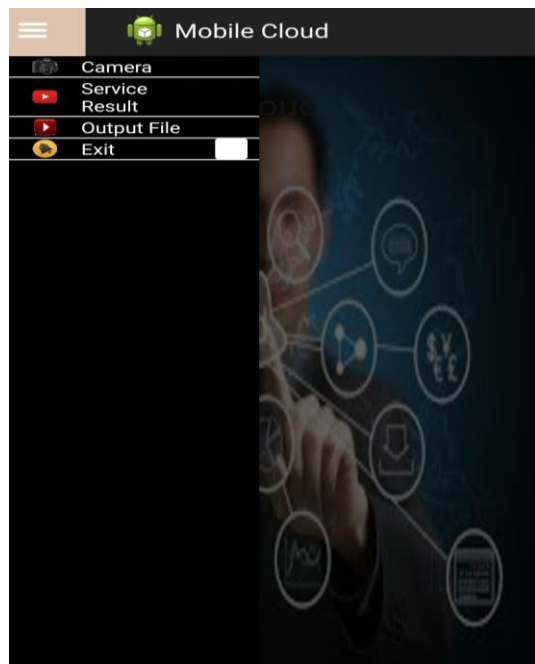 Mobile Cloud
Camera
Service
Result
Output File
Exit
$ ¥
€ £